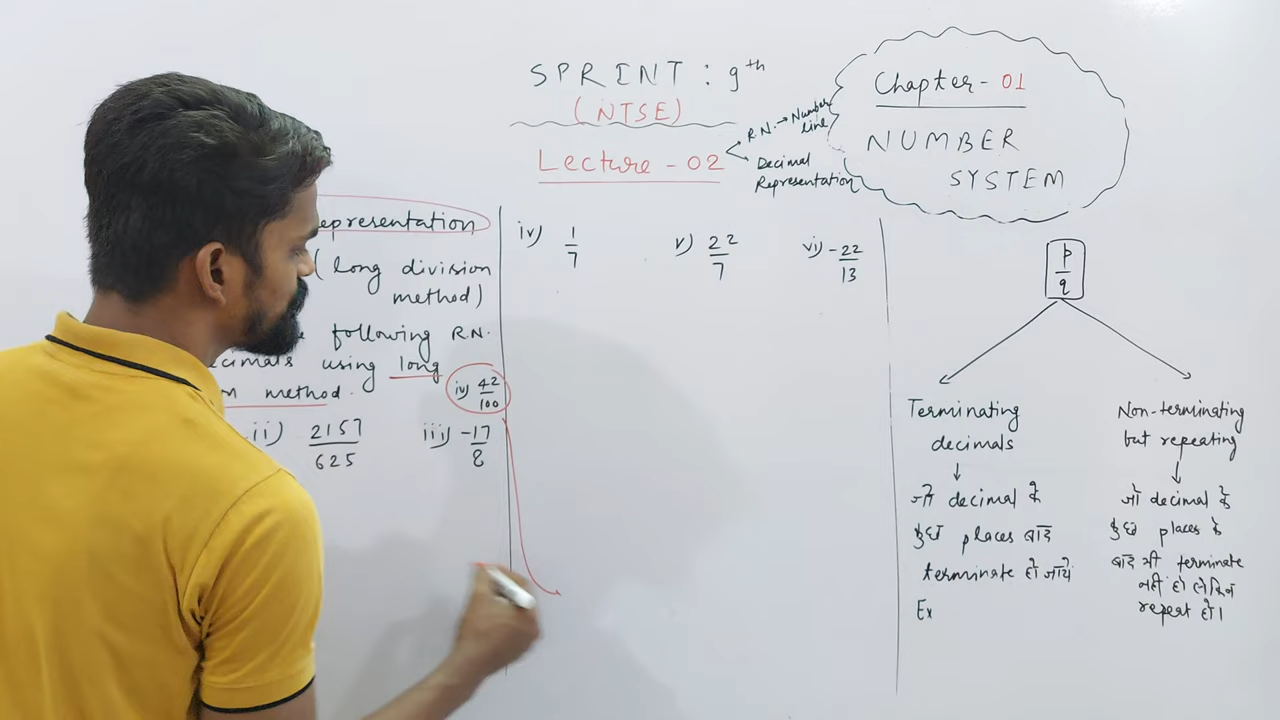 SPRINT : 9th
(NTSE)
Lecture - 02
R.N. → Number
line
Decimal
Representation
Chapter - 01
NUMBER
SYSTEM
epresentation
(long division
method)
following R.N.
cimals using long
method.
iv) 42/100
ii) 2157/625
iii) -17/8
iv) 1/7
v) 22/7
vi) -22/13
p/q
Terminating
decimals
जो decimal के
कुछ places बाद
terminate हो जाये
Ex
Non-terminating
but repeating
जो decimal के
कुछ places के
बाद भी terminate
नहीं हो लेकिन
repeat हो।